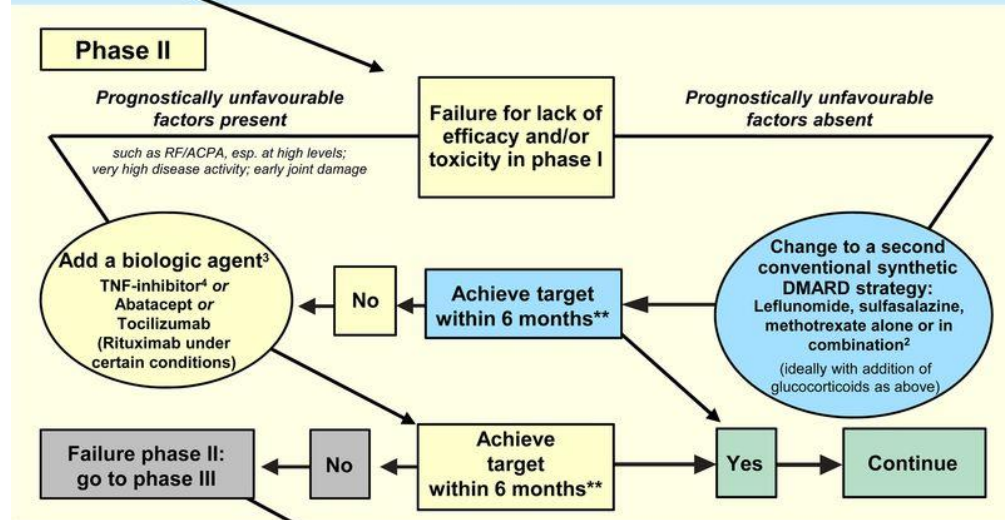 Phase II
Prognostically unfavourable
factors present
such as RF/ACPA, esp. at high levels;
very high disease activity; early joint damage
Failure for lack of
efficacy and/or
toxicity in phase I
Prognostically unfavourable
factors absent
Add a biologic agent³
TNF-inhibitor⁴ or
Abatacept or
Tocilizumab
(Rituximab under
certain conditions)
No
Achieve target
within 6 months**
Change to a second
conventional synthetic
DMARD strategy:
Leflunomide, sulfasalazine,
methotrexate alone or in
combination²
(ideally with addition of
glucocorticoids as above)
Failure phase II:
go to phase III
No
Achieve
target
within 6 months**
Yes
Continue